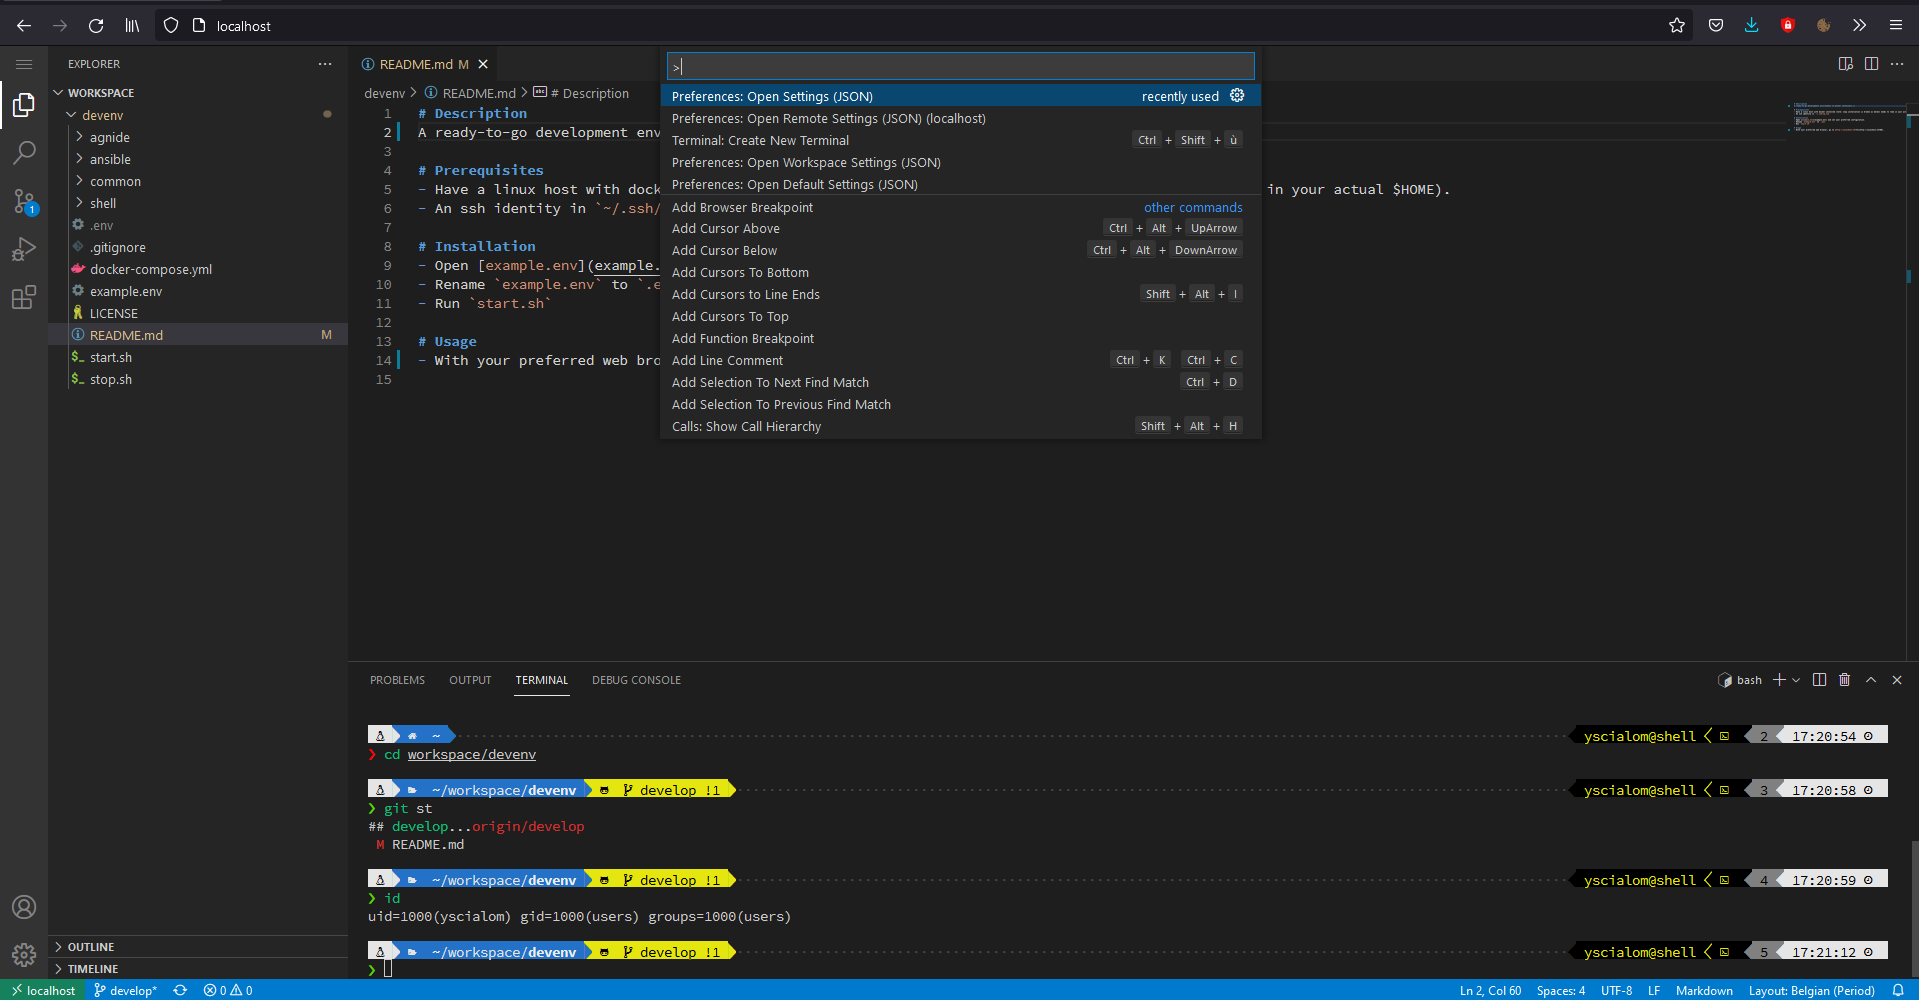 localhost
EXPLORER
WORKSPACE
devenv
agnide
ansible
common
shell
.env
.gitignore
docker-compose.yml
example.env
LICENSE
README.md M
start.sh
stop.sh
OUTLINE
TIMELINE
1
README.md M
devenv > README.md > # Description
1 # Description
2 A ready-to-go development env
3
4 # Prerequisites
5 - Have a linux host with dock in your actual $HOME).
6 - An ssh identity in `~/.ssh/
7
8 # Installation
9 - Open [example.env](example.
10 - Rename `example.env` to `.e
11 - Run `start.sh`
12
13 # Usage
14 - With your preferred web bro
15
>
Preferences: Open Settings (JSON) recently used
Preferences: Open Remote Settings (JSON) (localhost)
Terminal: Create New Terminal Ctrl + Shift + ù
Preferences: Open Workspace Settings (JSON)
Preferences: Open Default Settings (JSON)
Add Browser Breakpoint other commands
Add Cursor Above Ctrl + Alt + UpArrow
Add Cursor Below Ctrl + Alt + DownArrow
Add Cursors To Bottom
Add Cursors to Line Ends Shift + Alt + I
Add Cursors To Top
Add Function Breakpoint
Add Line Comment Ctrl + K Ctrl + C
Add Selection To Next Find Match Ctrl + D
Add Selection To Previous Find Match
Calls: Show Call Hierarchy Shift + Alt + H
PROBLEMS OUTPUT TERMINAL DEBUG CONSOLE bash
~ yscialom@shell 2 17:20:54
❯ cd workspace/devenv
~/workspace/devenv develop !1 yscialom@shell 3 17:20:58
❯ git st
## develop...origin/develop
M README.md
~/workspace/devenv develop !1 yscialom@shell 4 17:20:59
❯ id
uid=1000(yscialom) gid=1000(users) groups=1000(users)
~/workspace/devenv develop !1 yscialom@shell 5 17:21:12
❯
localhost develop* 0 0 Ln 2, Col 60 Spaces: 4 UTF-8 LF Markdown Layout: Belgian (Period)